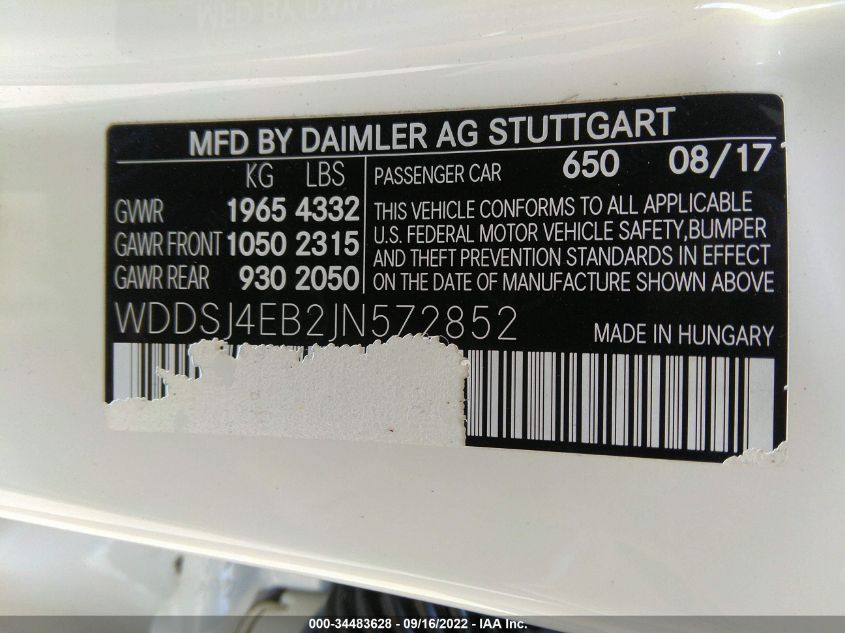 MFD BY DAIMLER AG STUTTGART
KG LBS
GVWR 1965 4332
GAWR FRONT 1050 2315
GAWR REAR 930 2050
PASSENGER CAR 650 08/17
THIS VEHICLE CONFORMS TO ALL APPLICABLE
U.S. FEDERAL MOTOR VEHICLE SAFETY,BUMPER
AND THEFT PREVENTION STANDARDS IN EFFECT
ON THE DATE OF MANUFACTURE SHOWN ABOVE
WDDSJ4EB2JN572852
MADE IN HUNGARY
000-34483628 - 09/16/2022 - IAA Inc.